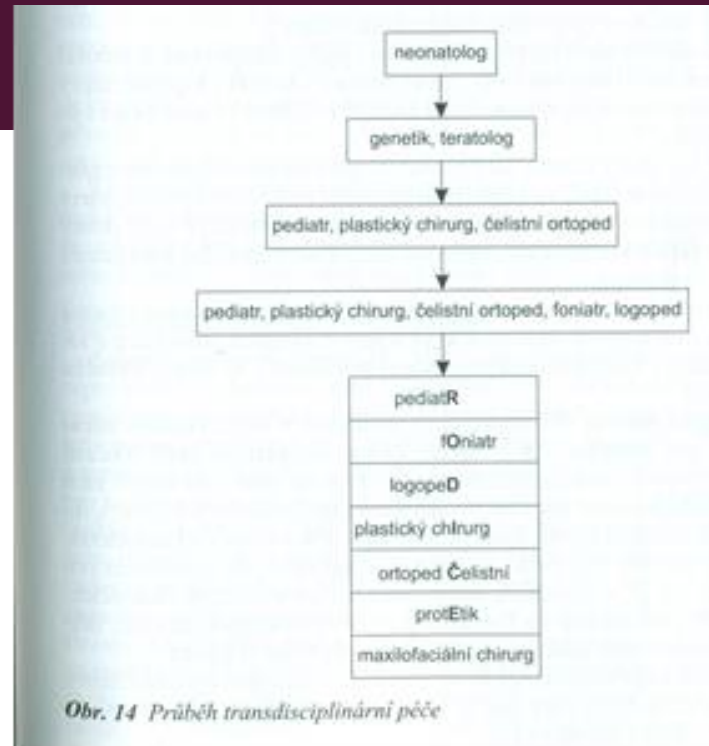 neonatolog
genetik, teratolog
pediatr, plastický chirurg, čelistní ortoped
pediatr, plastický chirurg, čelistní ortoped, foniatr, logoped
pediatR
fOniatr
logopeD
plastický chIrurg
ortoped Čelistní
protEtik
maxilofaciální chirurg
Obr. 14 Průběh transdisciplinární péče